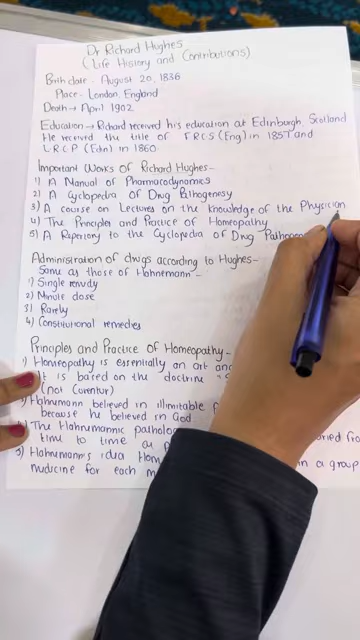 Dr Richard Hughes
(Life History and Contributions)
Birth date - August 20, 1836
Place - London, England
Death → April 1902
Education → Richard received his education at Edinburgh, Scotland
He received the title of F.R.C.S (Eng) in 1857 and
L.R.C.P (Edn) in 1860.
Important Works of Richard Hughes-
1) A Manual of Pharmacodynamics
2) A Cyclopedia of Drug Pathogenesy
3) A course on Lectures on the Knowledge of the Physician
4) The Principles and Practice of Homeopathy
5) A Repertory to the Cyclopedia of Drug
Administration of drugs according to Hughes-
Same as those of Hahnemann-
1) Single remedy
2) Minute dose
3) Rarely
4) Constitutional remedies
Principles and Practice of Homeopathy-
1) Homeopathy is essentially an art
It is based on the doctrine
(not Curentur)
Hahnemann believed in illimitable
because he believed in God
The Hahnemannic
time to time
5) Hahnemann's idea in a group
medicine for each